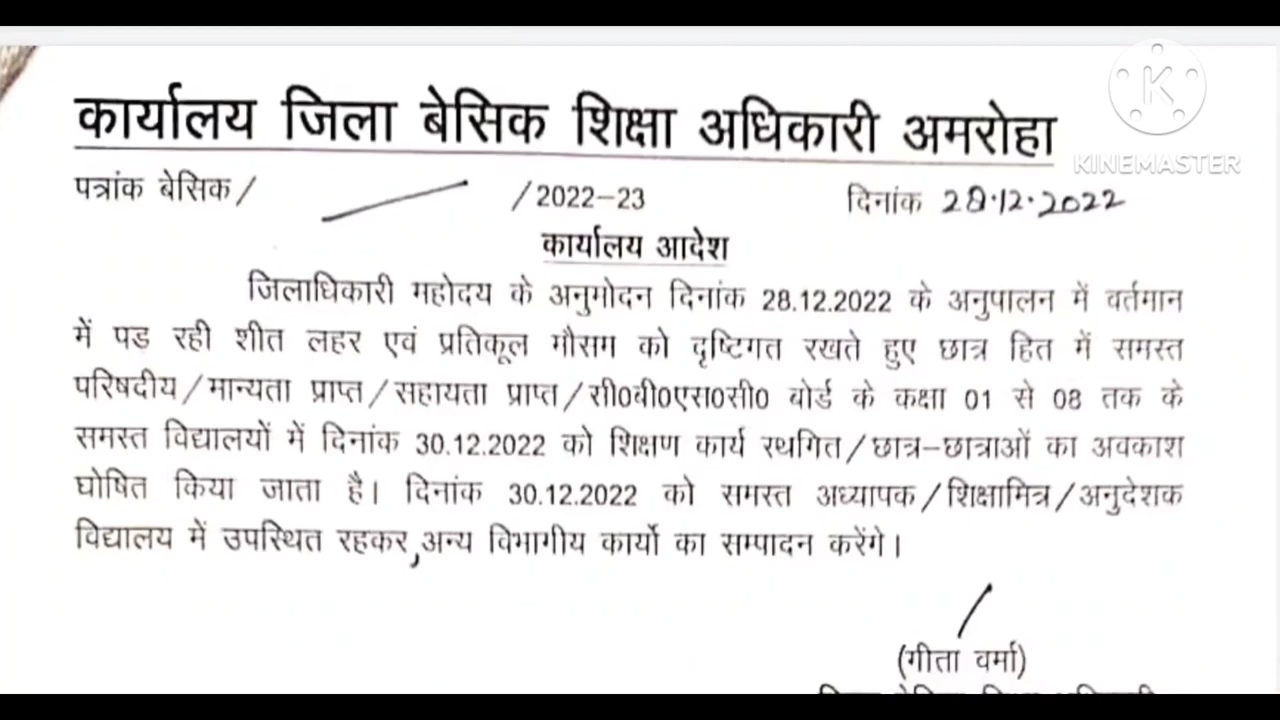 कार्यालय जिला बेसिक शिक्षा अधिकारी अमरोहा
KINEMASTER
पत्रांक बेसिक/ /2022-23 दिनांक 28.12.2022
कार्यालय आदेश
जिलाधिकारी महोदय के अनुमोदन दिनांक 28.12.2022 के अनुपालन में वर्तमान
में पड रही शीत लहर एवं प्रतिकूल मौसम को दृष्टिगत रखते हुए छात्र हित में समस्त
परिषदीय/मान्यता प्राप्त/सहायता प्राप्त/सी0बी0एस0सी0 बोर्ड के कक्षा 01 से 08 तक के
समस्त विद्यालयों में दिनांक 30.12.2022 को शिक्षण कार्य स्थगित/छात्र-छात्राओं का अवकाश
घोषित किया जाता है। दिनांक 30.12.2022 को समस्त अध्यापक/शिक्षामित्र/अनुदेशक
विद्यालय में उपस्थित रहकर,अन्य विभागीय कार्यो का सम्पादन करेंगे।
(गीता वर्मा)